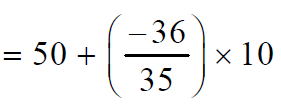 = 50 + (-36/35) × 10